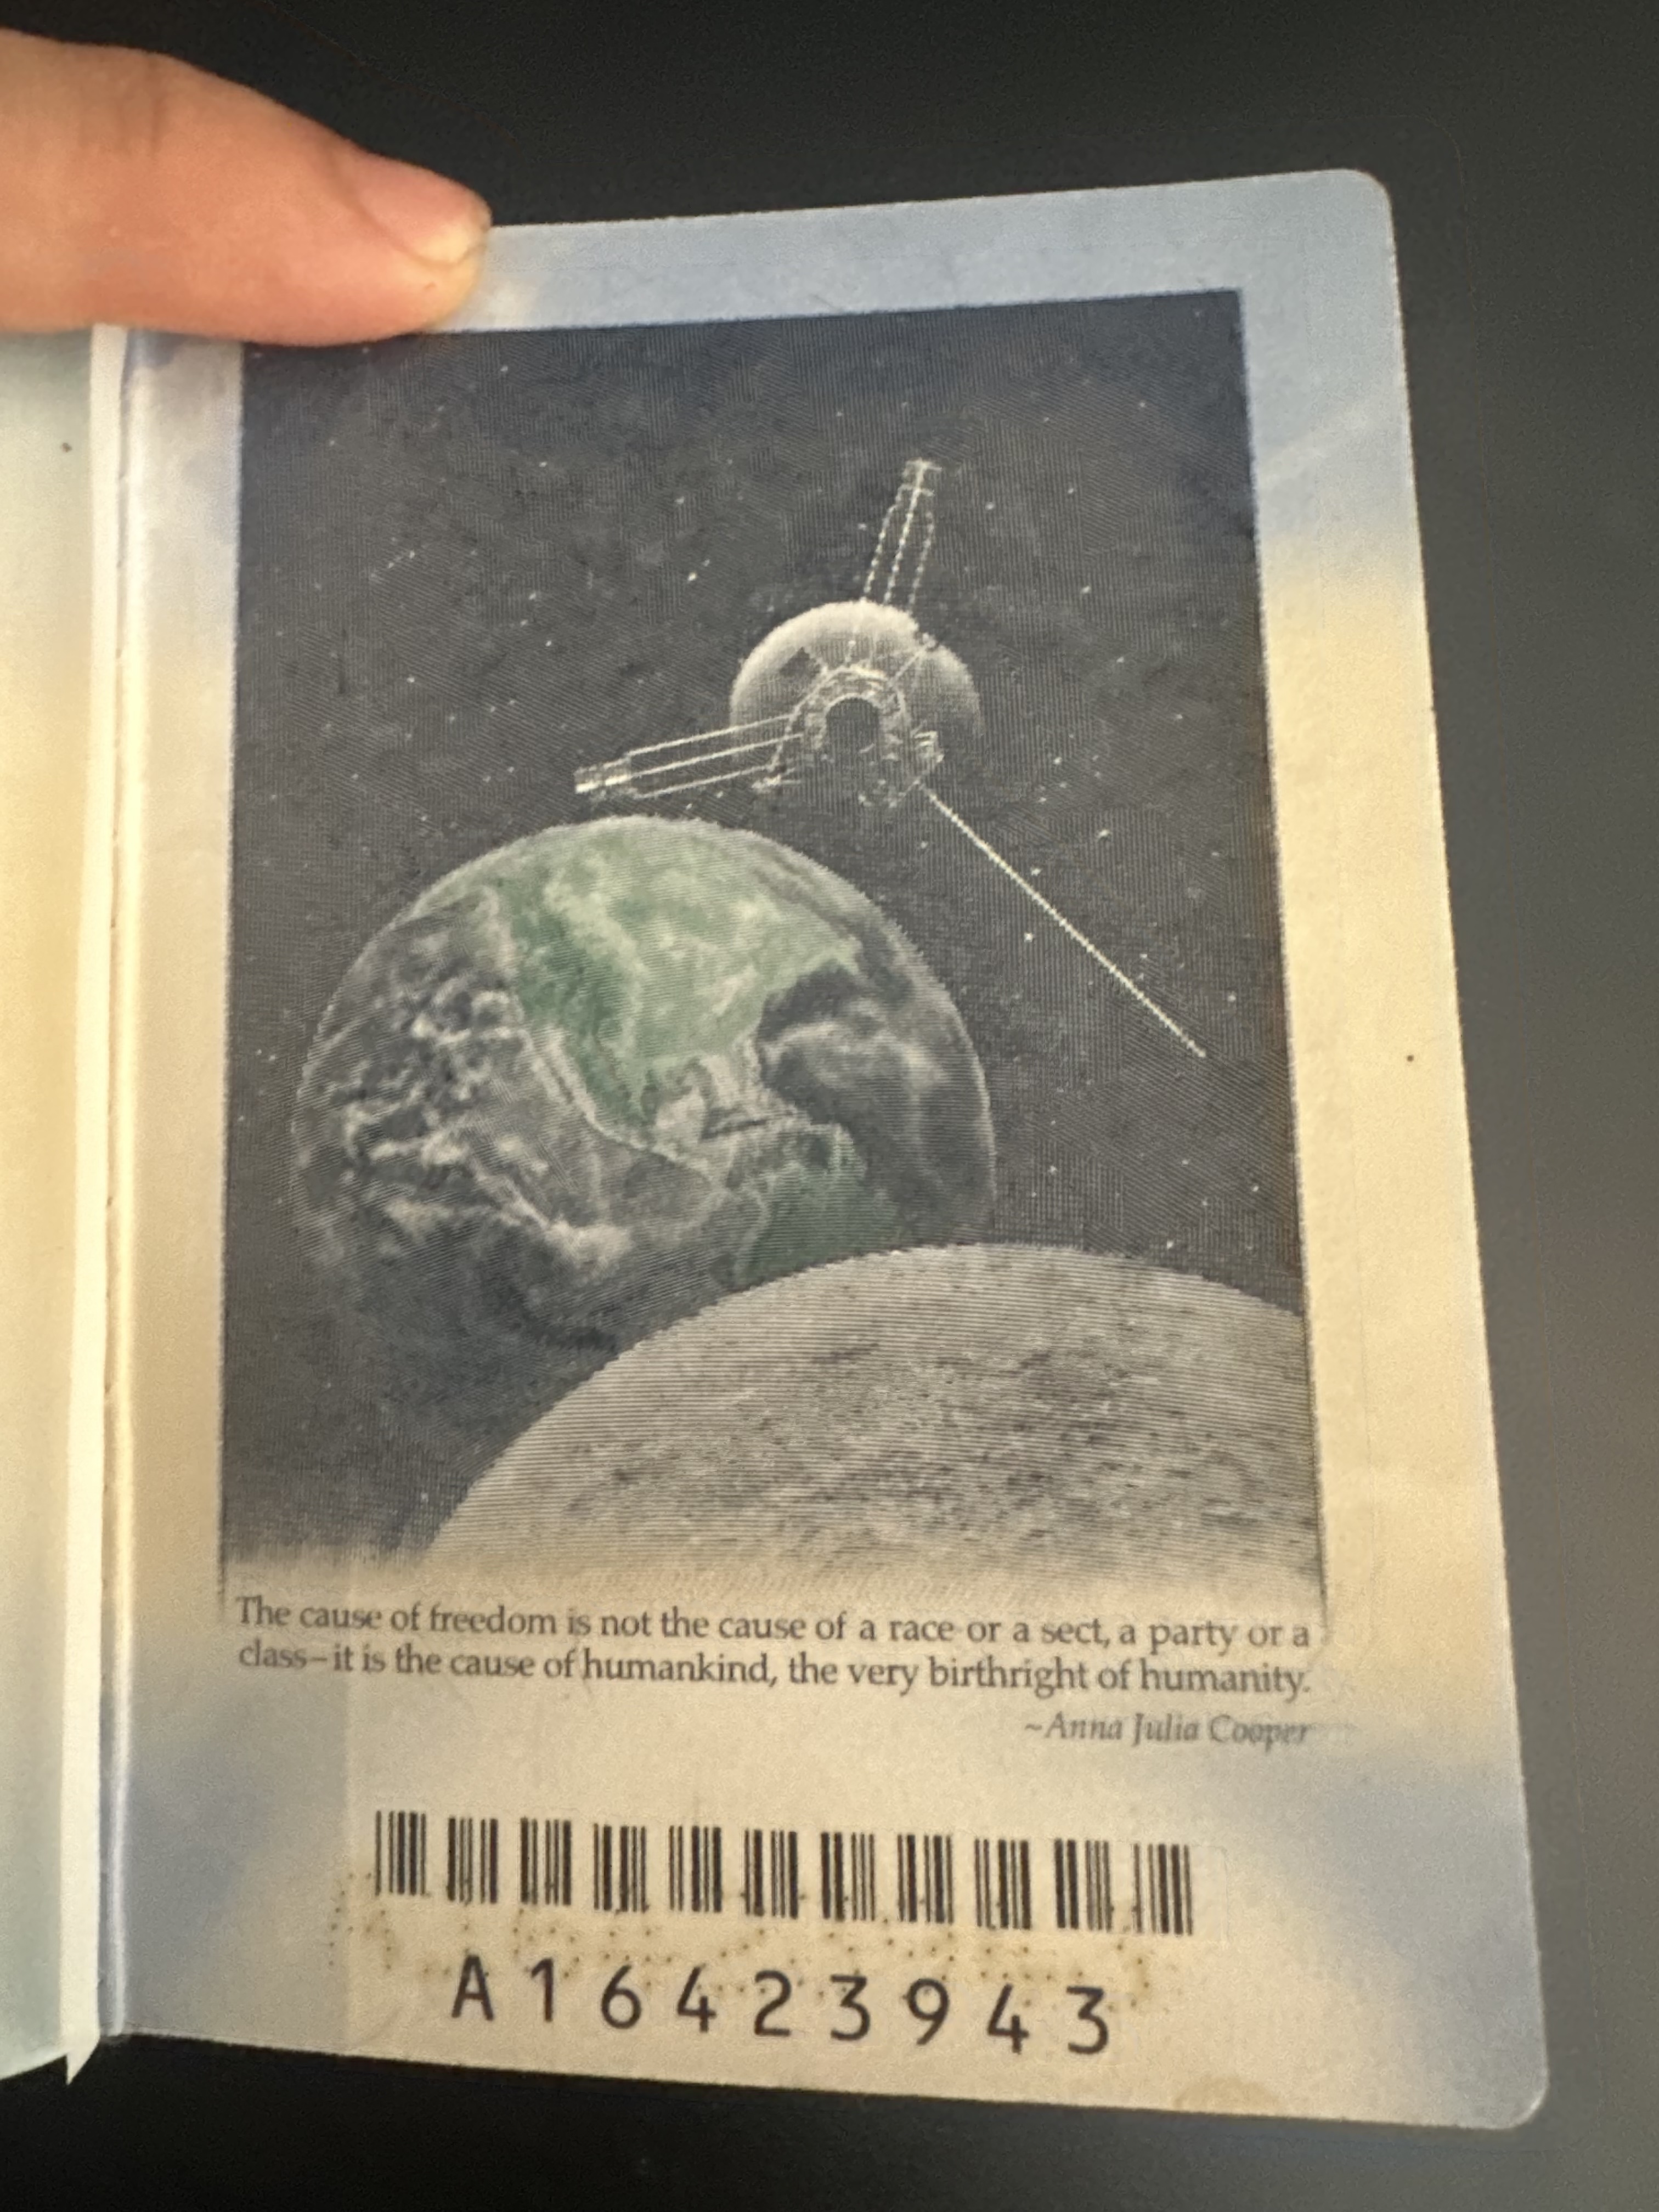 The cause of freedom is not the cause of a race or a sect, a party or a
class–it is the cause of humankind, the very birthright of humanity.
~Anna Julia Cooper
A16423943